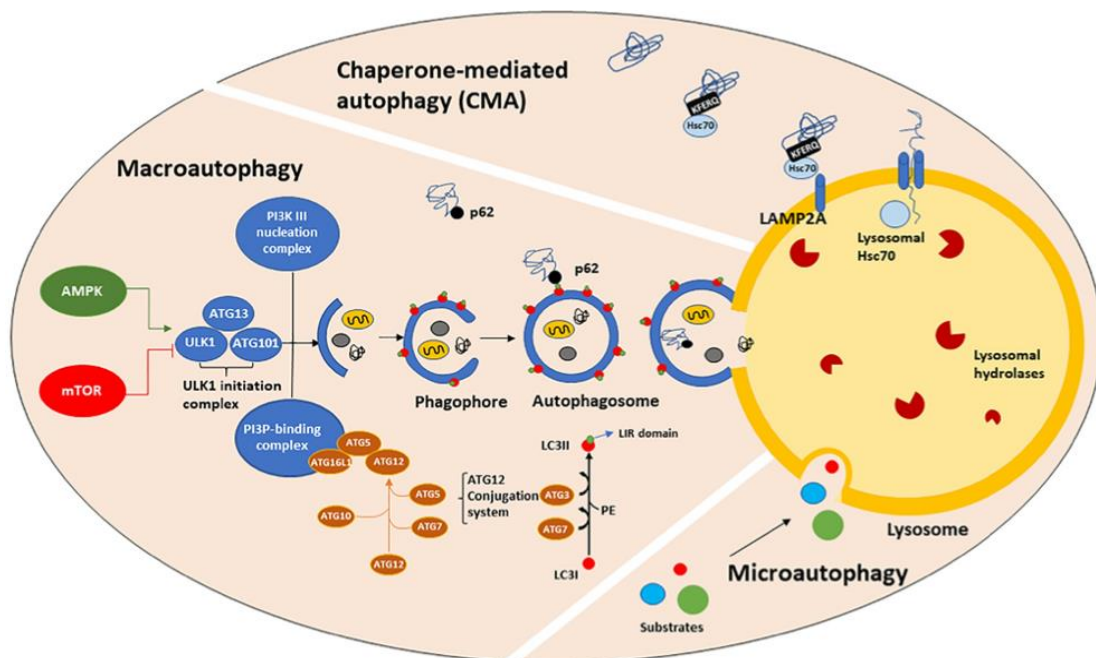 Chaperone-mediated
autophagy (CMA)
KFERQ
Hsc70
KFERQ
Hsc70
LAMP2A
Lysosomal
Hsc70
Lysosomal
hydrolases
Lysosome
Macroautophagy
PI3K III
nucleation
complex
p62
AMPK
mTOR
ATG13
ULK1
ATG101
ULK1 initiation
complex
PI3P-binding
complex
ATG5
ATG16L1
ATG12
Phagophore
Autophagosome
p62
ATG5
ATG10
ATG7
ATG12
ATG12
Conjugation
system
LC3II
LIR domain
ATG3
PE
ATG7
LC3I
Microautophagy
Substrates